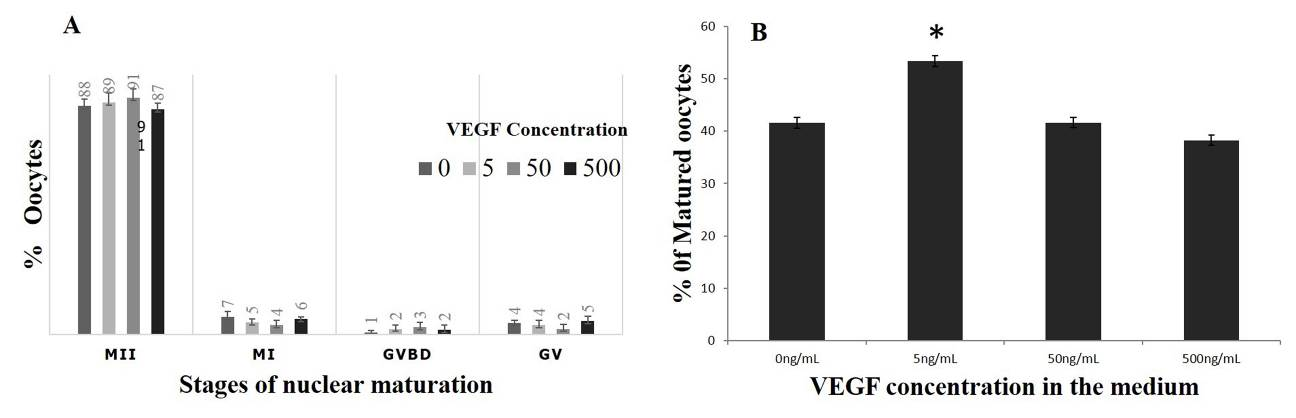 A
88 89 91 87
91
VEGF Concentration
0 5 50 500
% Oocytes
7 5 4 6
1 2 3 2
4 4 2 5
MII MI GVBD GV
Stages of nuclear maturation
B
*
60
50
40
30
20
10
0
% 0f Matured oocytes
0ng/mL 5ng/mL 50ng/mL 500ng/mL
VEGF concentration in the medium